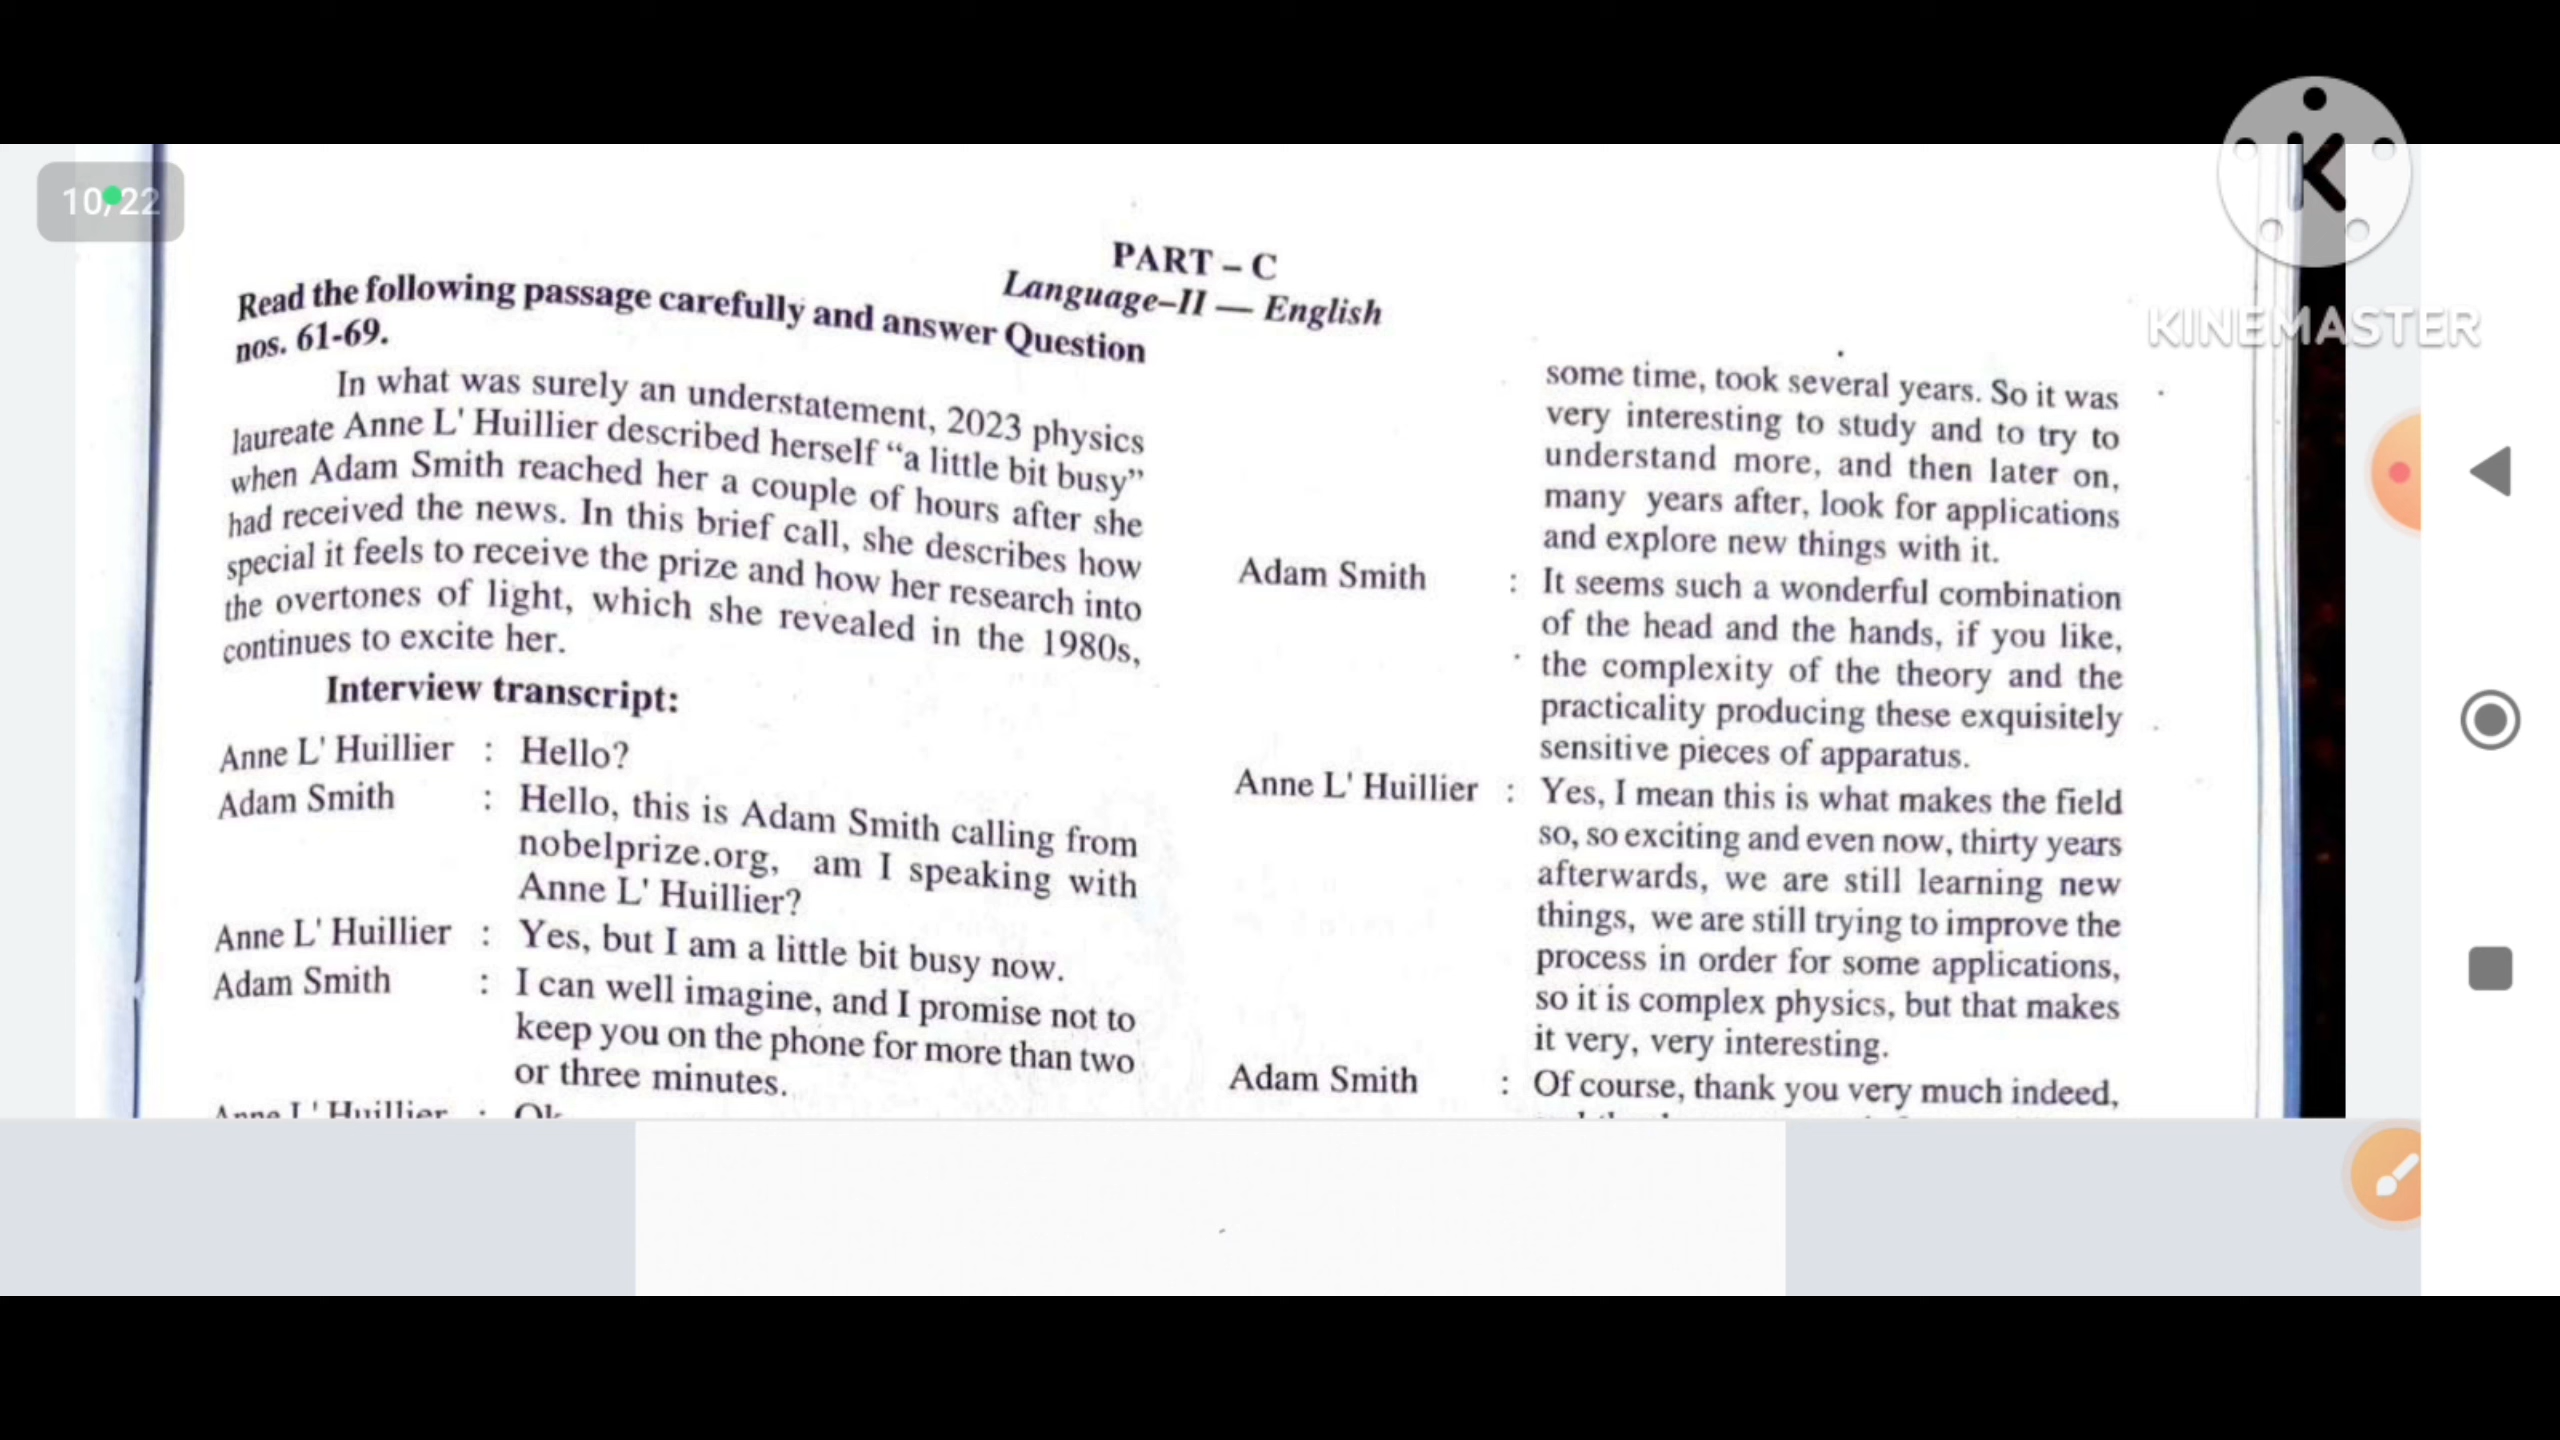 10/22
KINEMASTER
PART – C
Language–II — English
Read the following passage carefully and answer Question
nos. 61-69.
In what was surely an understatement, 2023 physics
laureate Anne L' Huillier described herself “a little bit busy”
when Adam Smith reached her a couple of hours after she
had received the news. In this brief call, she describes how
special it feels to receive the prize and how her research into
the overtones of light, which she revealed in the 1980s,
continues to excite her.
Interview transcript:
Anne L' Huillier : Hello?
Adam Smith : Hello, this is Adam Smith calling from
nobelprize.org, am I speaking with
Anne L' Huillier?
Anne L' Huillier : Yes, but I am a little bit busy now.
Adam Smith : I can well imagine, and I promise not to
keep you on the phone for more than two
or three minutes.
Anne L' Huillier : Ok
some time, took several years. So it was
very interesting to study and to try to
understand more, and then later on,
many years after, look for applications
and explore new things with it.
Adam Smith : It seems such a wonderful combination
of the head and the hands, if you like,
the complexity of the theory and the
practicality producing these exquisitely
sensitive pieces of apparatus.
Anne L' Huillier : Yes, I mean this is what makes the field
so, so exciting and even now, thirty years
afterwards, we are still learning new
things, we are still trying to improve the
process in order for some applications,
so it is complex physics, but that makes
it very, very interesting.
Adam Smith : Of course, thank you very much indeed,